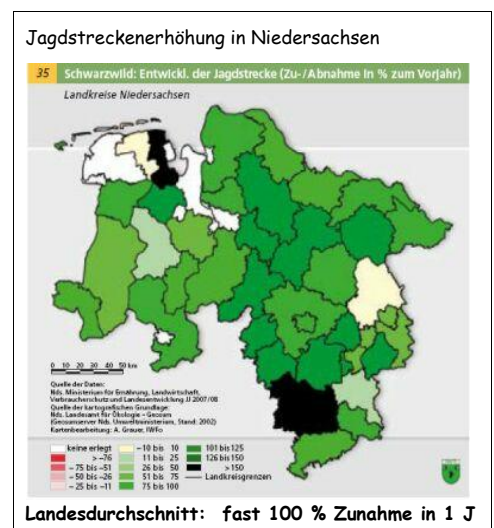 Jagdstreckenerhöhung in Niedersachsen
35 Schwarzwild: Entwickl. der Jagdstrecke (Zu-/Abnahme in % zum Vorjahr)
Landkreise Niedersachsen
0 10 20 30 40 50 km
Quelle der Daten:
Nds. Ministerium für Ernährung, Landwirtschaft,
Verbraucherschutz und Landesentwicklung JJ 2007/08
Quelle der kartografischen Grundlage:
Nds. Landesamt für Ökologie - Geosum
(Geosserver Nds. Umweltministerium, Stand: 2002)
Kartenbearbeitung: A. Grauer, IWFo
keine erlegt
> -76
- 75 bis -51
- 50 bis -26
- 25 bis -11
-10 bis 10
11 bis 25
26 bis 50
51 bis 75
75 bis 100
101 bis 125
126 bis 150
>150
Landkreisgrenzen
Landesdurchschnitt: fast 100 % Zunahme in 1 J